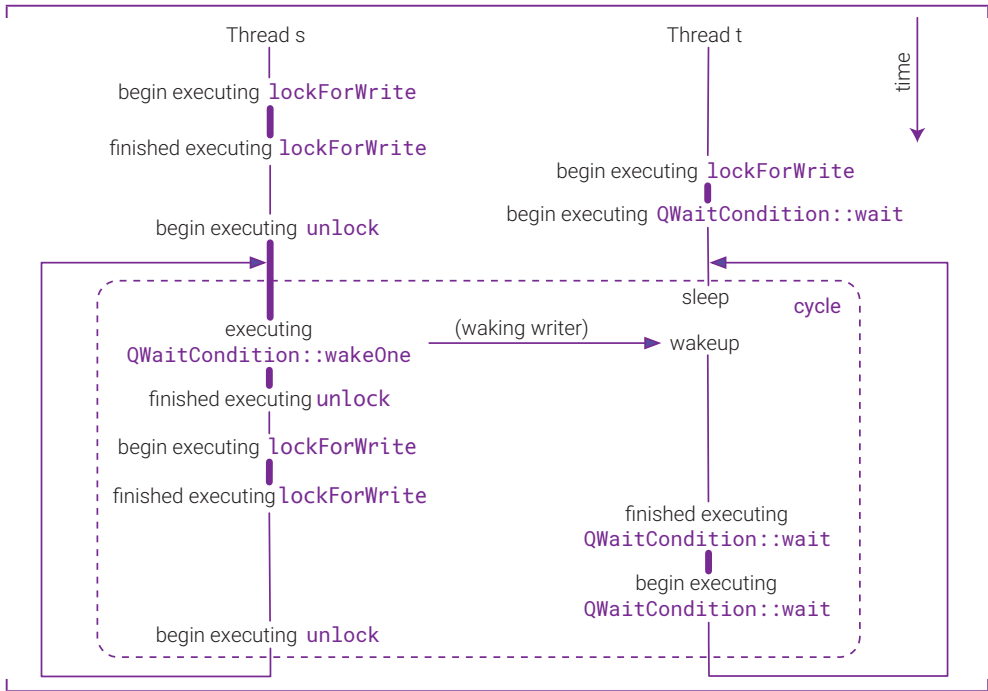 Thread s
Thread t
time
begin executing lockForWrite
finished executing lockForWrite
begin executing lockForWrite
begin executing QWaitCondition::wait
begin executing unlock
sleep
cycle
executing
QWaitCondition::wakeOne
(waking writer)
wakeup
finished executing unlock
begin executing lockForWrite
finished executing lockForWrite
finished executing
QWaitCondition::wait
begin executing
QWaitCondition::wait
begin executing unlock